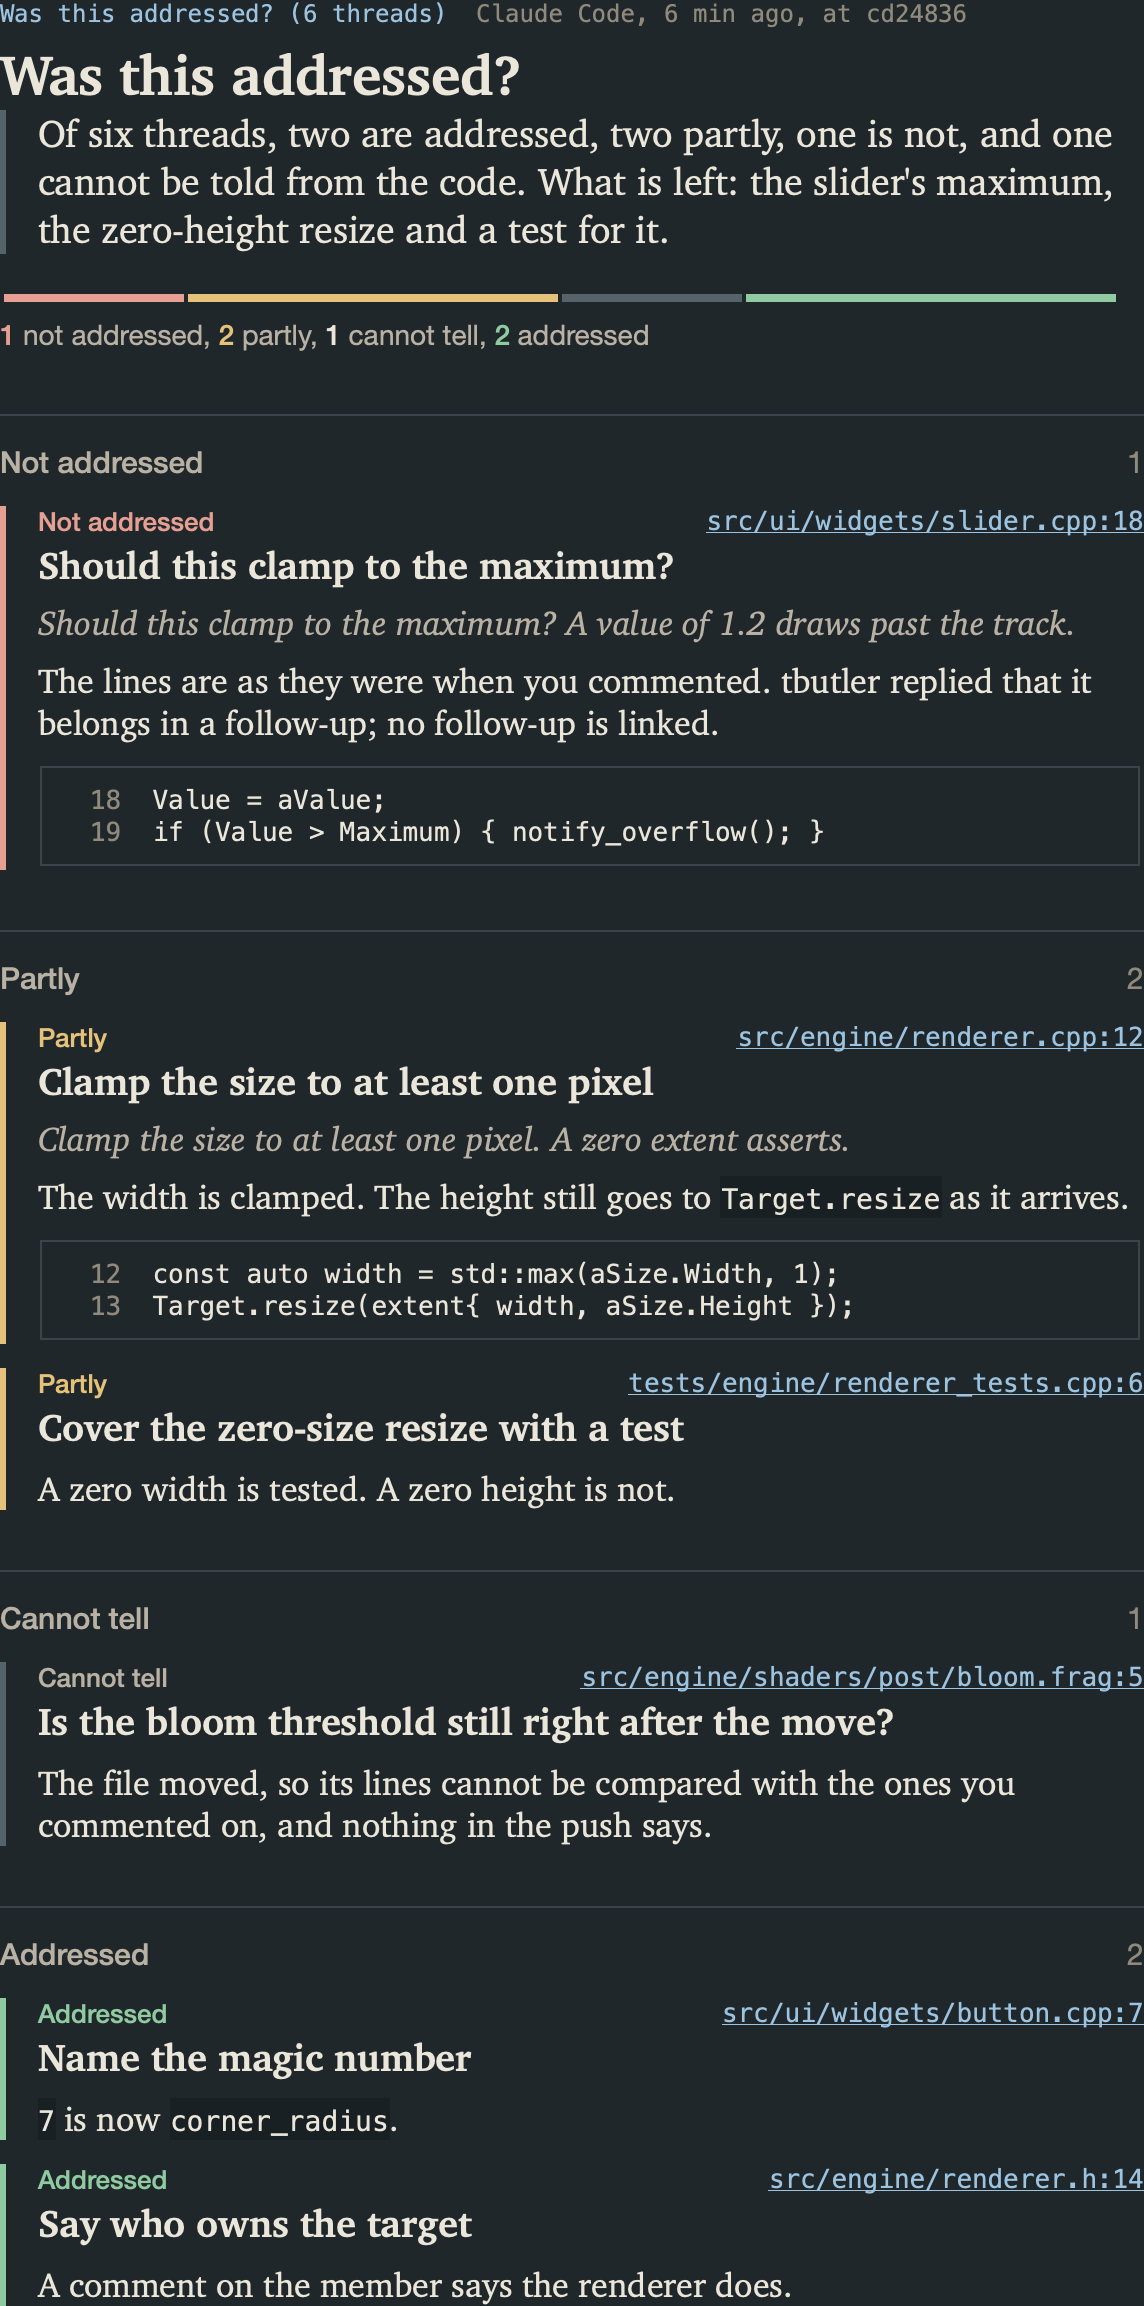 Was this addressed? (6 threads) Claude Code, 6 min ago, at cd24836
Was this addressed?
Of six threads, two are addressed, two partly, one is not, and one
cannot be told from the code. What is left: the slider's maximum,
the zero-height resize and a test for it.
1 not addressed, 2 partly, 1 cannot tell, 2 addressed
Not addressed 1
Not addressed src/ui/widgets/slider.cpp:18
Should this clamp to the maximum?
Should this clamp to the maximum? A value of 1.2 draws past the track.
The lines are as they were when you commented. tbutler replied that it
belongs in a follow-up; no follow-up is linked.
18 Value = aValue;
19 if (Value > Maximum) { notify_overflow(); }
Partly 2
Partly src/engine/renderer.cpp:12
Clamp the size to at least one pixel
Clamp the size to at least one pixel. A zero extent asserts.
The width is clamped. The height still goes to Target.resize as it arrives.
12 const auto width = std::max(aSize.Width, 1);
13 Target.resize(extent{ width, aSize.Height });
Partly tests/engine/renderer_tests.cpp:6
Cover the zero-size resize with a test
A zero width is tested. A zero height is not.
Cannot tell 1
Cannot tell src/engine/shaders/post/bloom.frag:5
Is the bloom threshold still right after the move?
The file moved, so its lines cannot be compared with the ones you
commented on, and nothing in the push says.
Addressed 2
Addressed src/ui/widgets/button.cpp:7
Name the magic number
7 is now corner_radius.
Addressed src/engine/renderer.h:14
Say who owns the target
A comment on the member says the renderer does.